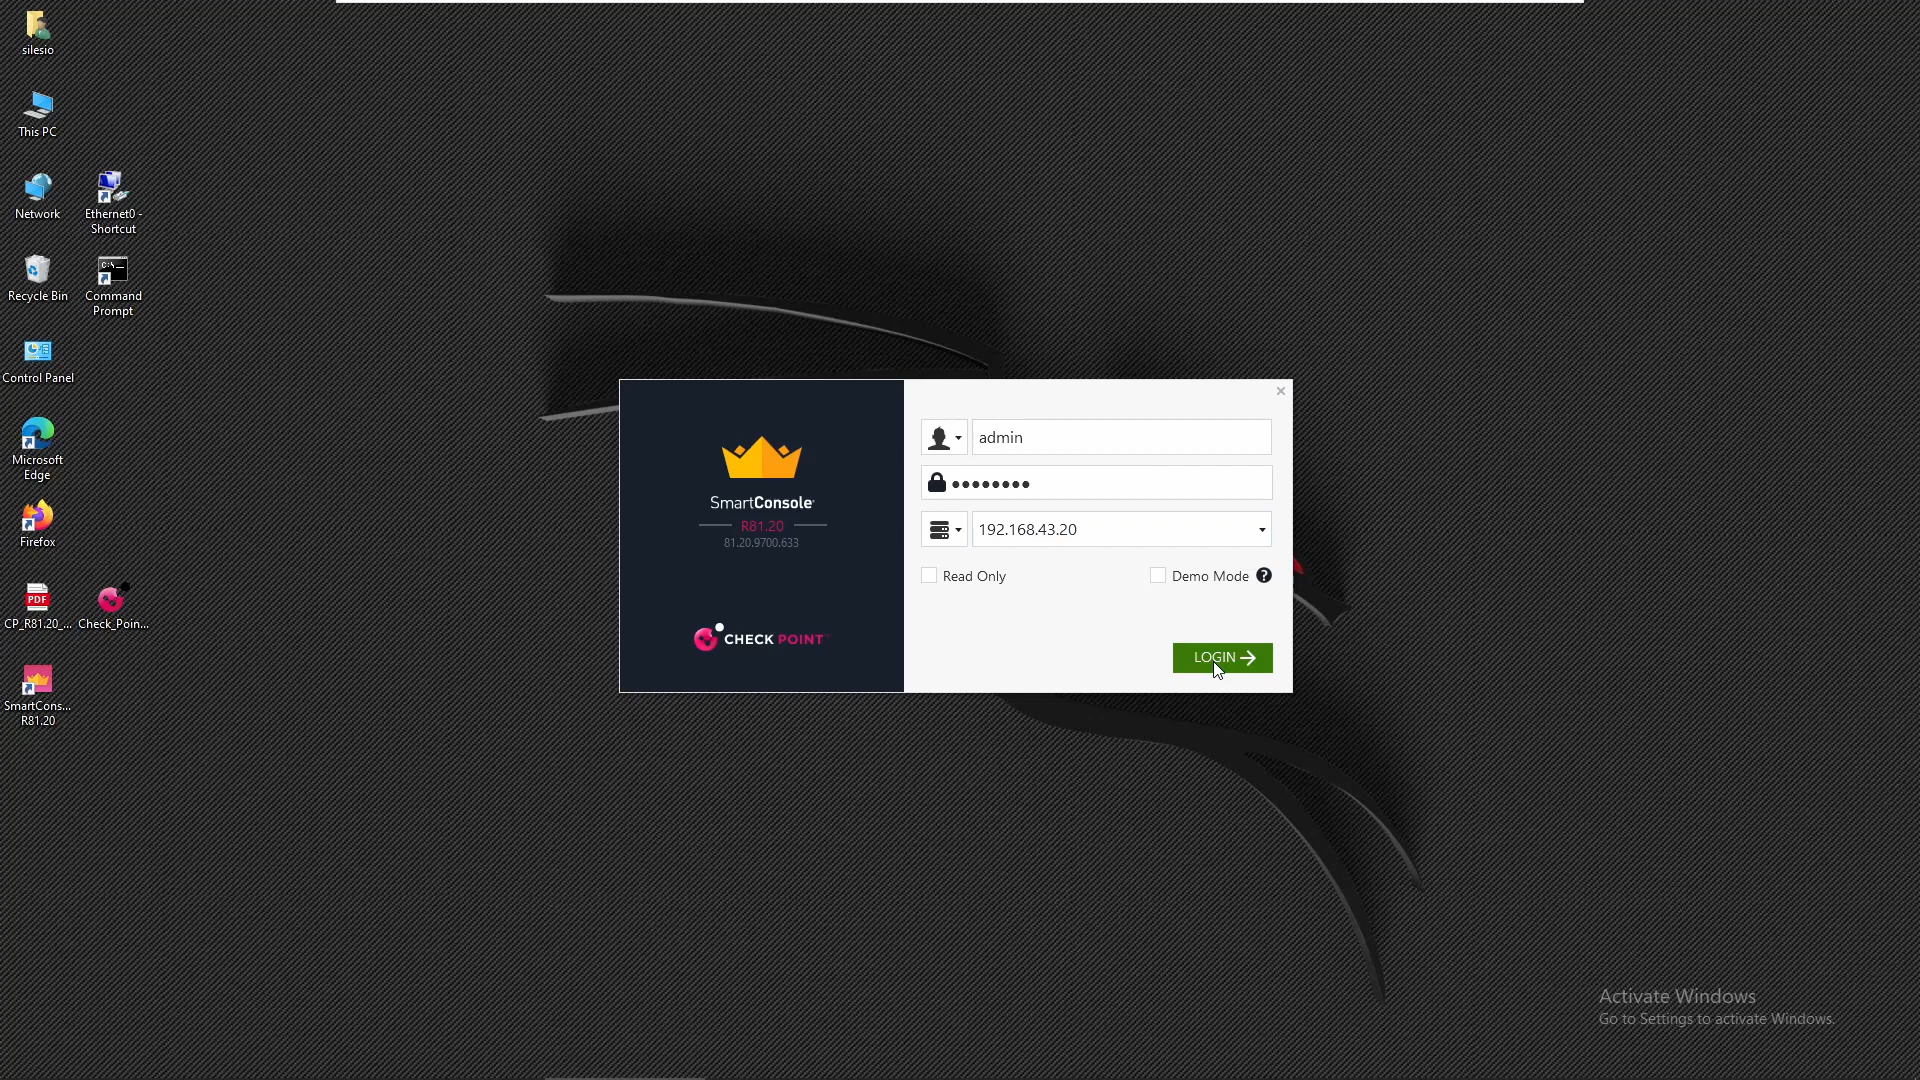 silesio
This PC
Network
Ethernet0 -
Shortcut
Recycle Bin
C:\._
Command
Prompt
Control Panel
Microsoft
Edge
Firefox
PDF
CP_R81.20_...
Check_Poin...
SmartCons...
R81.20
SmartConsole
R81.20
81.20.9700.633
CHECK POINT
admin
192.168.43.20
Read Only
Demo Mode ?
LOGIN
Activate Windows
Go to Settings to activate Windows.